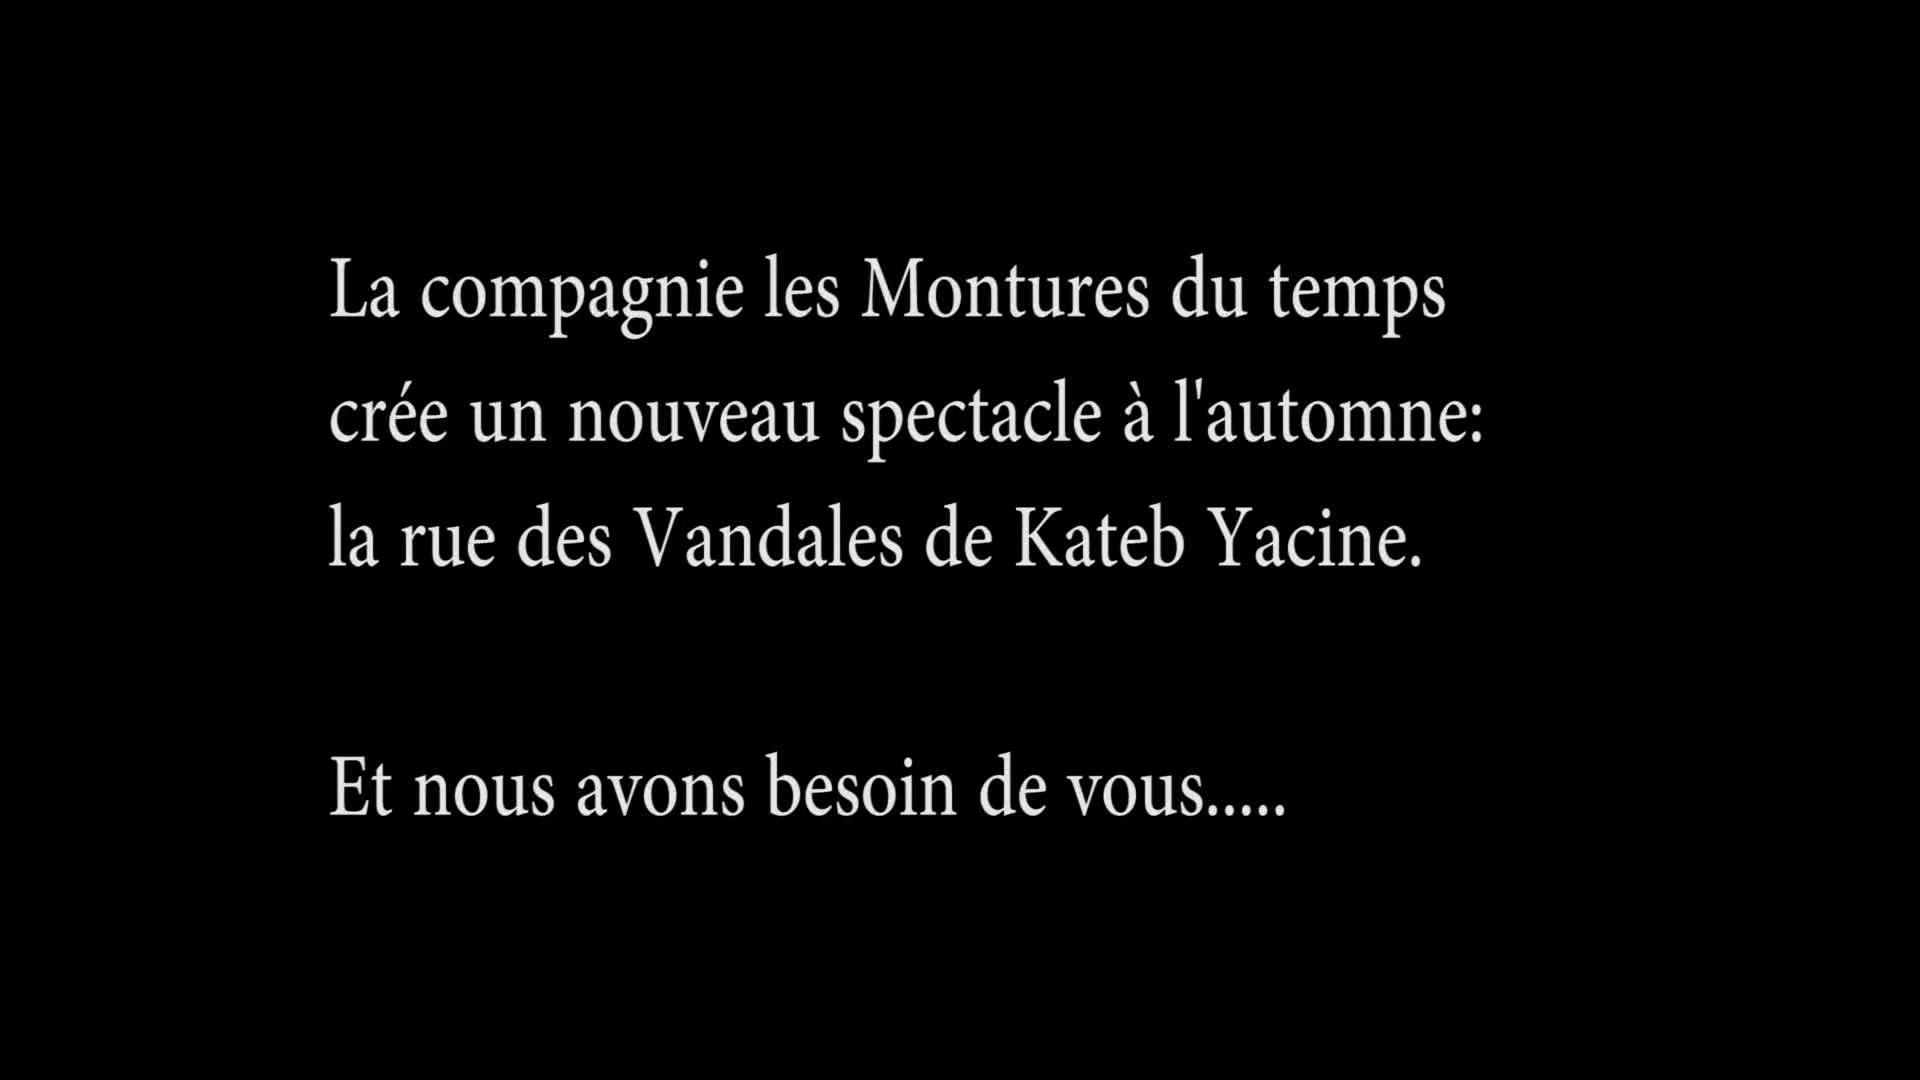 La compagnie les Montures du temps
crée un nouveau spectacle à l'automne:
la rue des Vandales de Kateb Yacine.
Et nous avons besoin de vous.....